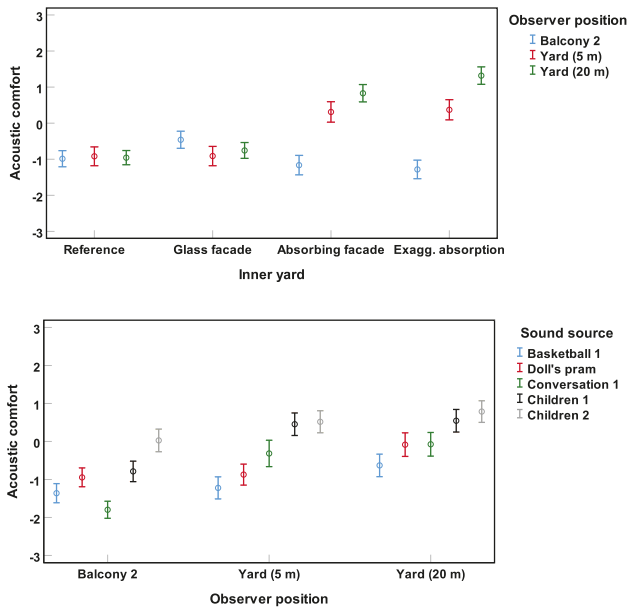 Observer position
Balcony 2
Yard (5 m)
Yard (20 m)
Acoustic comfort
3
2
1
0
-1
-2
-3
Reference
Glass facade
Absorbing facade
Exagg. absorption
Inner yard
Sound source
Basketball 1
Doll's pram
Conversation 1
Children 1
Children 2
Acoustic comfort
3
2
1
0
-1
-2
-3
Balcony 2
Yard (5 m)
Yard (20 m)
Observer position